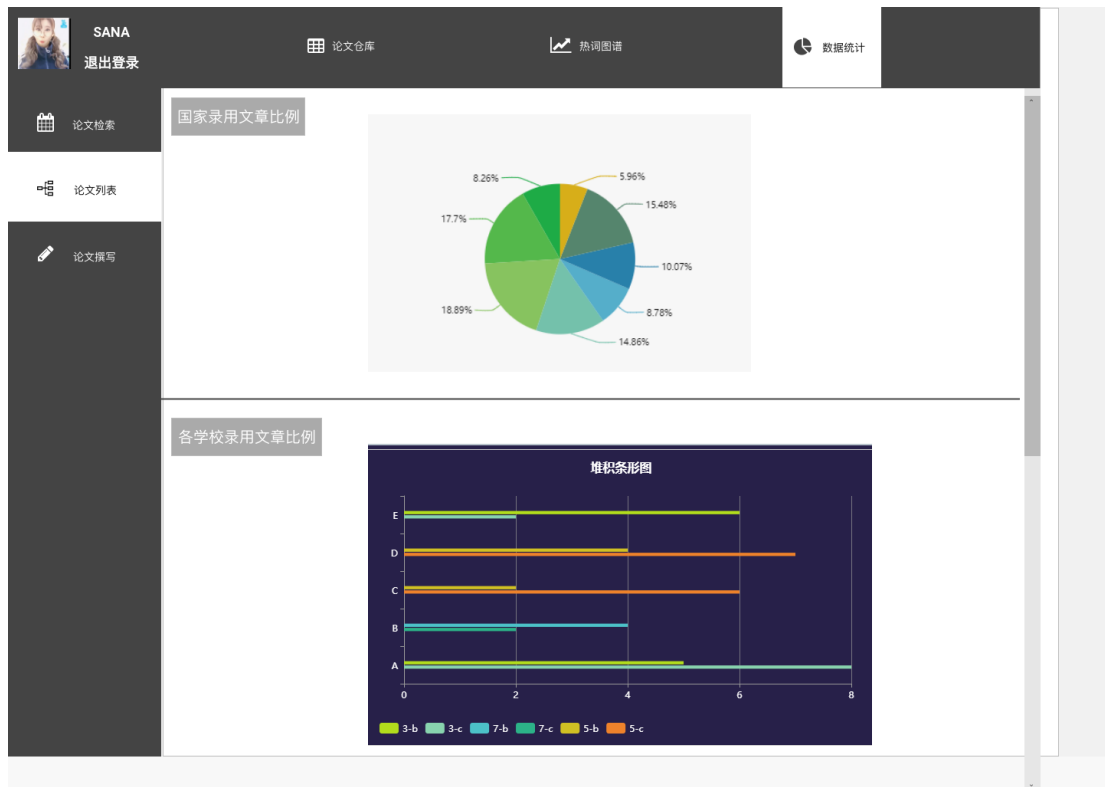 SANA
退出登录
论文仓库
热词图谱
数据统计
论文检索
论文列表
论文撰写
国家录用文章比例
8.26%
5.96%
17.7%
15.48%
10.07%
18.89%
8.78%
14.86%
各学校录用文章比例
堆积条形图
E
D
C
B
A
0 2 4 6 8
3-b 3-c 7-b 7-c 5-b 5-c